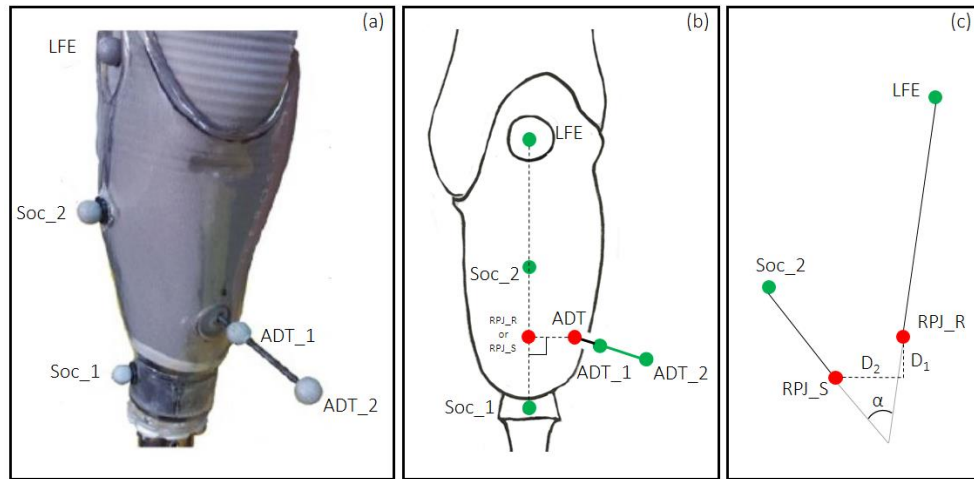 (a)
LFE
Soc_2
ADT_1
Soc_1
ADT_2
(b)
LFE
Soc_2
RPJ_R
or
RPJ_S
ADT
ADT_1
ADT_2
Soc_1
(c)
LFE
Soc_2
RPJ_R
D₂
D₁
RPJ_S
α